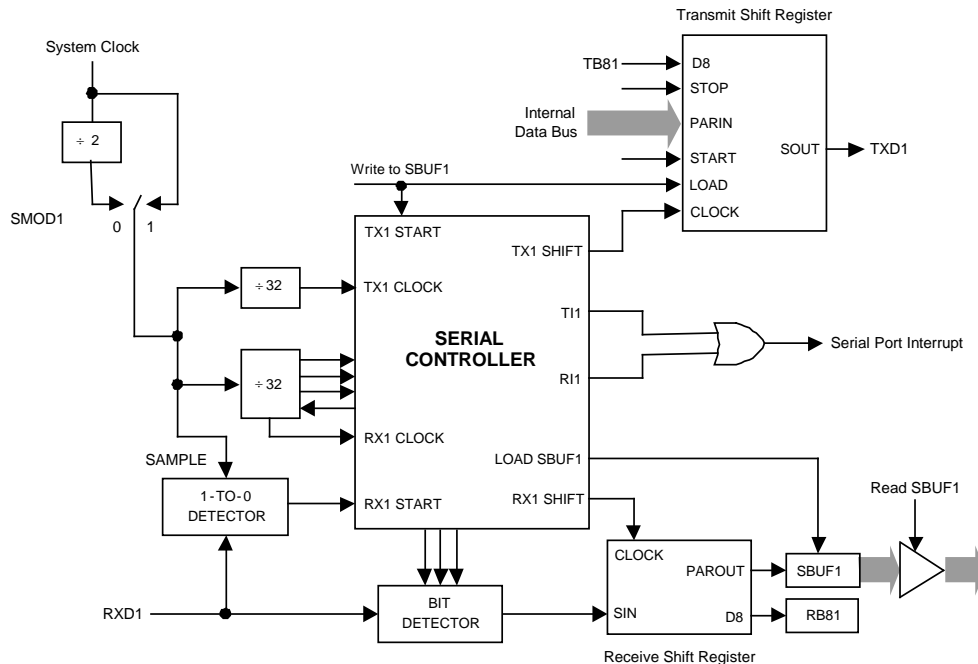 Transmit Shift Register
System Clock
TB81
D8
STOP
Internal
Data Bus
PARIN
÷ 2
START
SOUT
TXD1
Write to SBUF1
LOAD
CLOCK
SMOD1
0 1
TX1 START
TX1 SHIFT
÷ 32
TX1 CLOCK
TI1
SERIAL
CONTROLLER
Serial Port Interrupt
÷ 32
RI1
RX1 CLOCK
SAMPLE
LOAD SBUF1
Read SBUF1
1-TO-0
DETECTOR
RX1 START
RX1 SHIFT
CLOCK
PAROUT
SBUF1
RXD1
BIT
DETECTOR
SIN
D8
RB81
Receive Shift Register